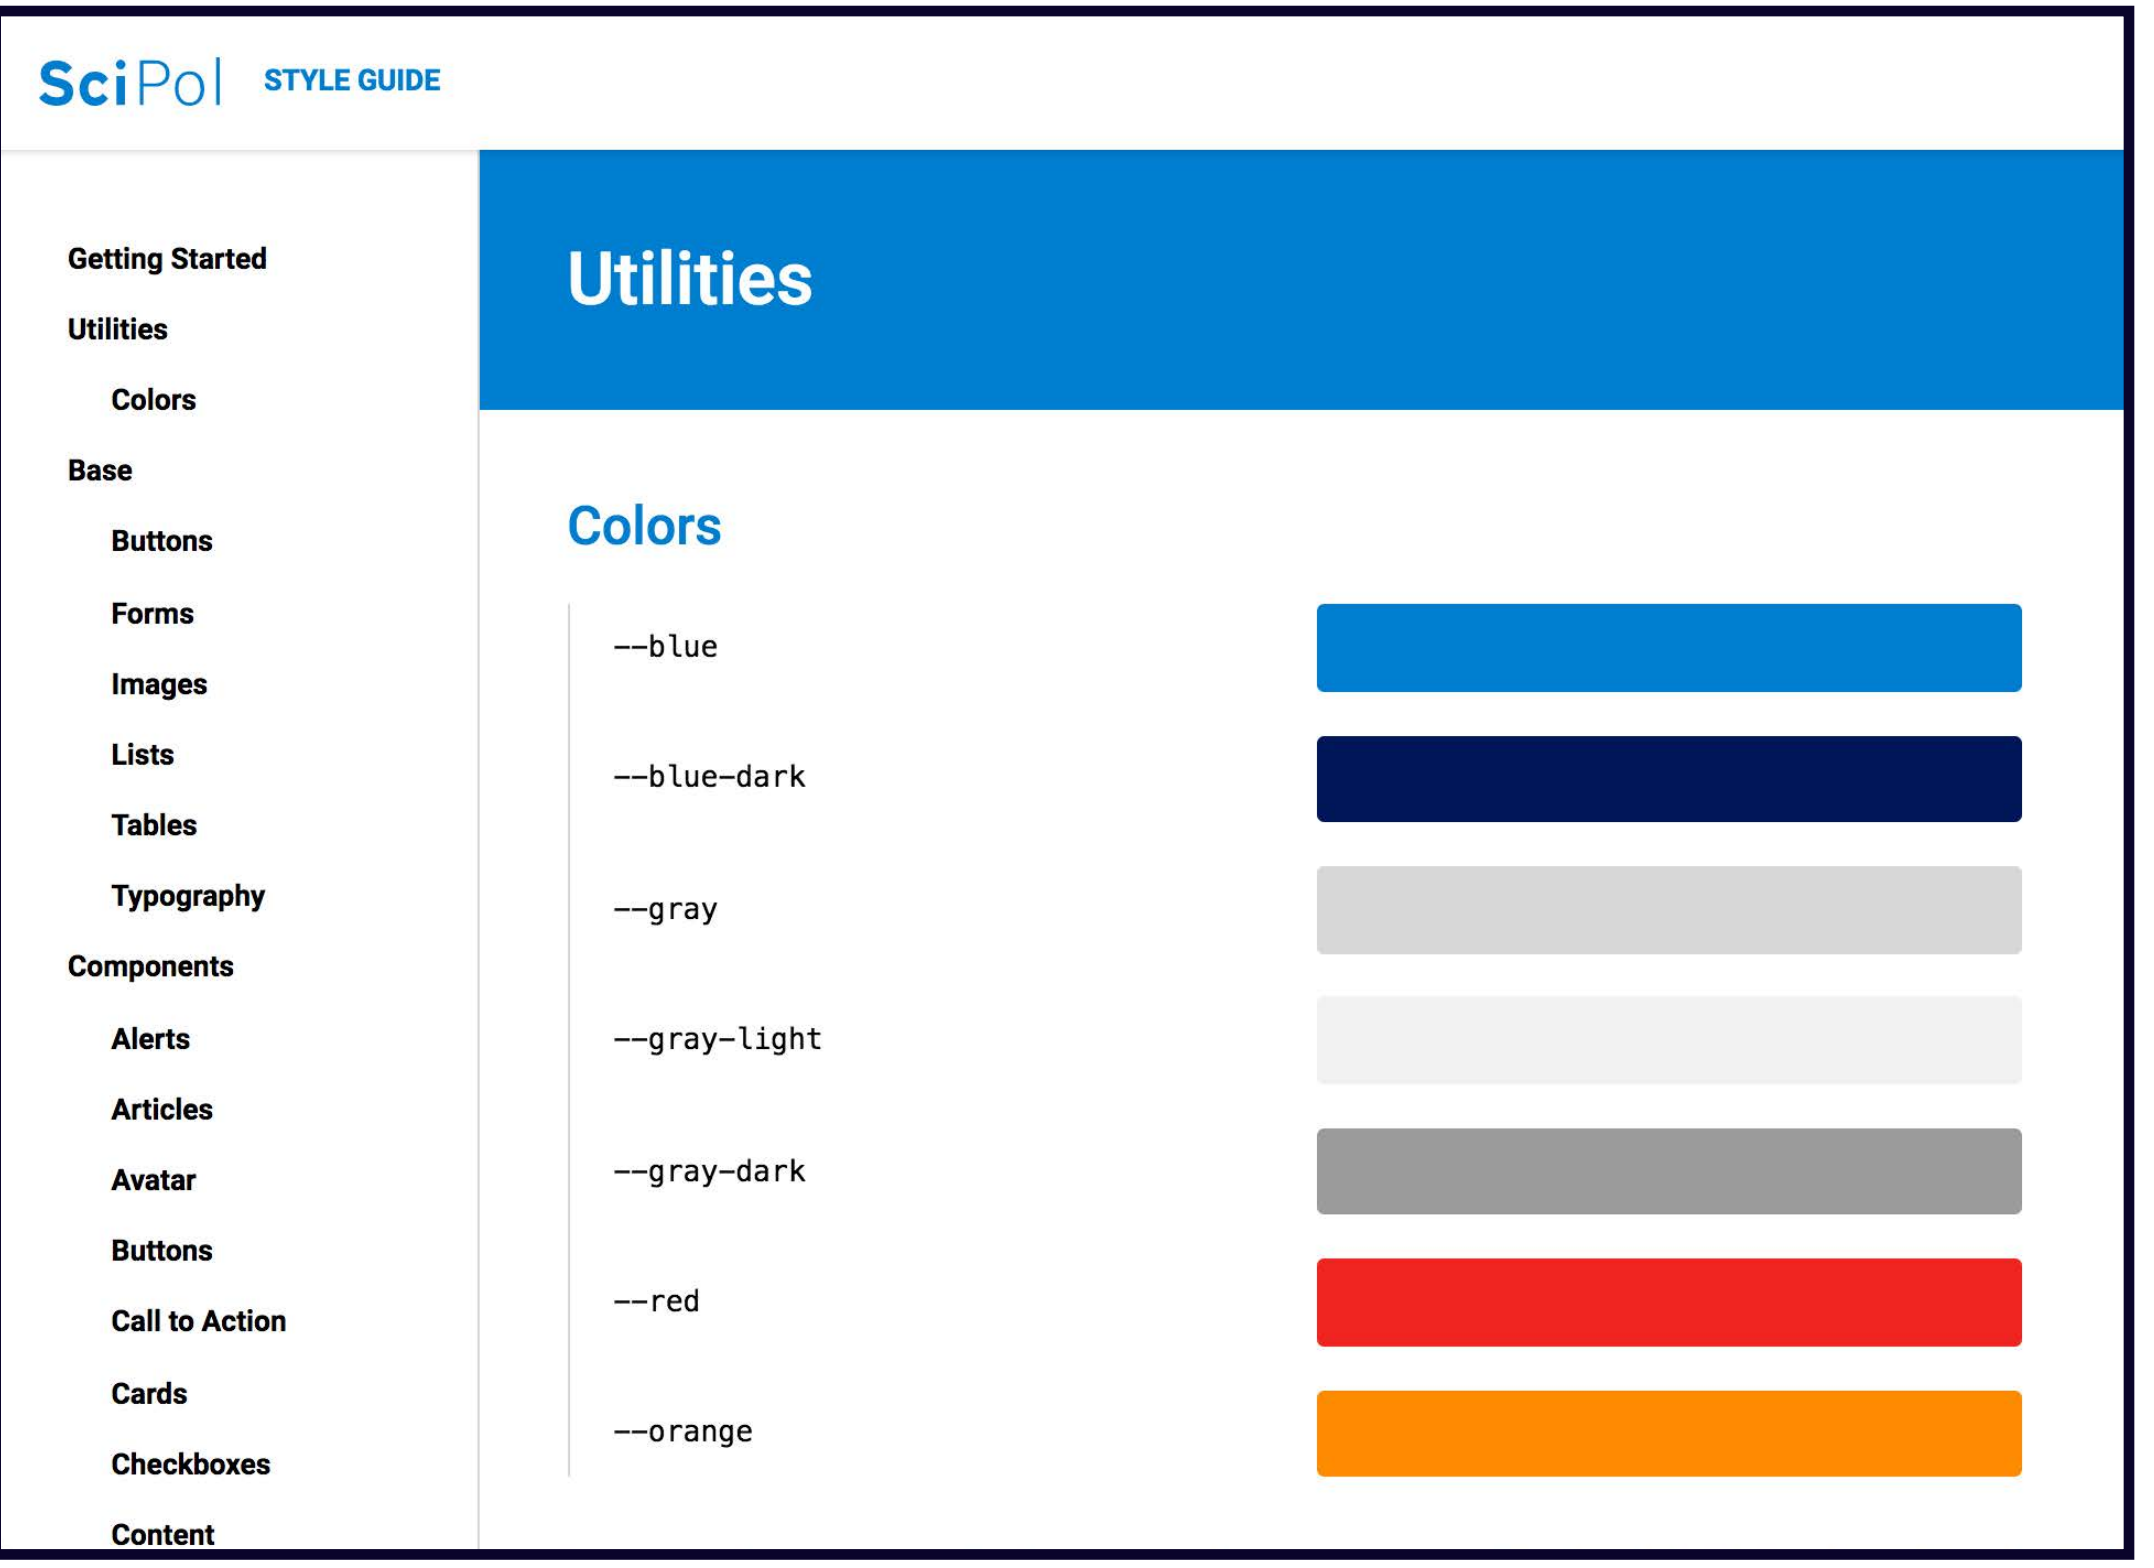 SciPol STYLE GUIDE
Getting Started
Utilities
Colors
Base
Buttons
Forms
Images
Lists
Tables
Typography
Components
Alerts
Articles
Avatar
Buttons
Call to Action
Cards
Checkboxes
Content
Utilities
Colors
--blue
--blue-dark
--gray
--gray-light
--gray-dark
--red
--orange